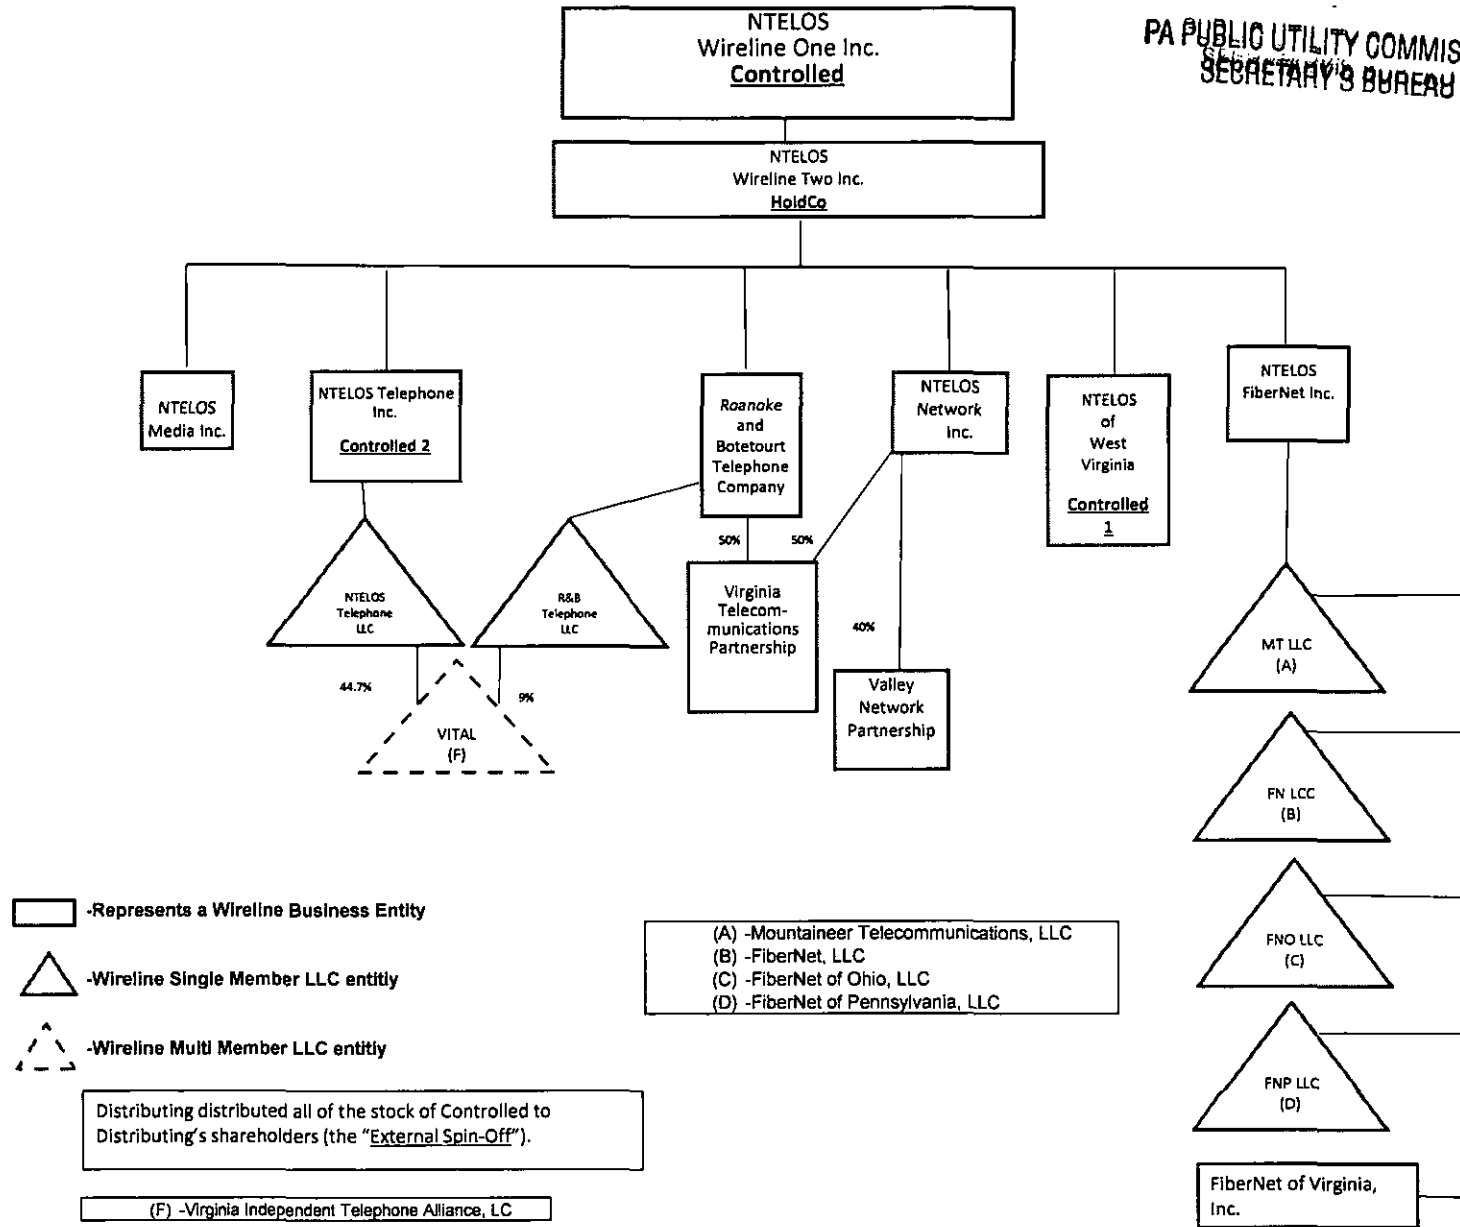 NTELOS
Wireline One Inc.
Controlled
PA PUBLIC UTILITY COMMIS
SECRETARY'S BUREAU
NTELOS
Wireline Two Inc.
HoldCo
NTELOS
Media Inc.
NTELOS Telephone
Inc.
Controlled 2
Roanoke
and
Botetourt
Telephone
Company
NTELOS
Network
Inc.
NTELOS
of
West
Virginia
Controlled
1
NTELOS
FiberNet Inc.
50%
50%
NTELOS
Telephone
LLC
R&B
Telephone
LLC
Virginia
Telecom-
munications
Partnership
40%
44.7%
9%
VITAL
(F)
Valley
Network
Partnership
MT LLC
(A)
FN LCC
(B)
FNO LLC
(C)
FNP LLC
(D)
FiberNet of Virginia,
Inc.
-Represents a Wireline Business Entity
-Wireline Single Member LLC entitiy
-Wireline Multi Member LLC entitiy
(A) -Mountaineer Telecommunications, LLC
(B) -FiberNet, LLC
(C) -FiberNet of Ohio, LLC
(D) -FiberNet of Pennsylvania, LLC
Distributing distributed all of the stock of Controlled to
Distributing's shareholders (the "External Spin-Off").
(F) -Virginia Independent Telephone Alliance, LC